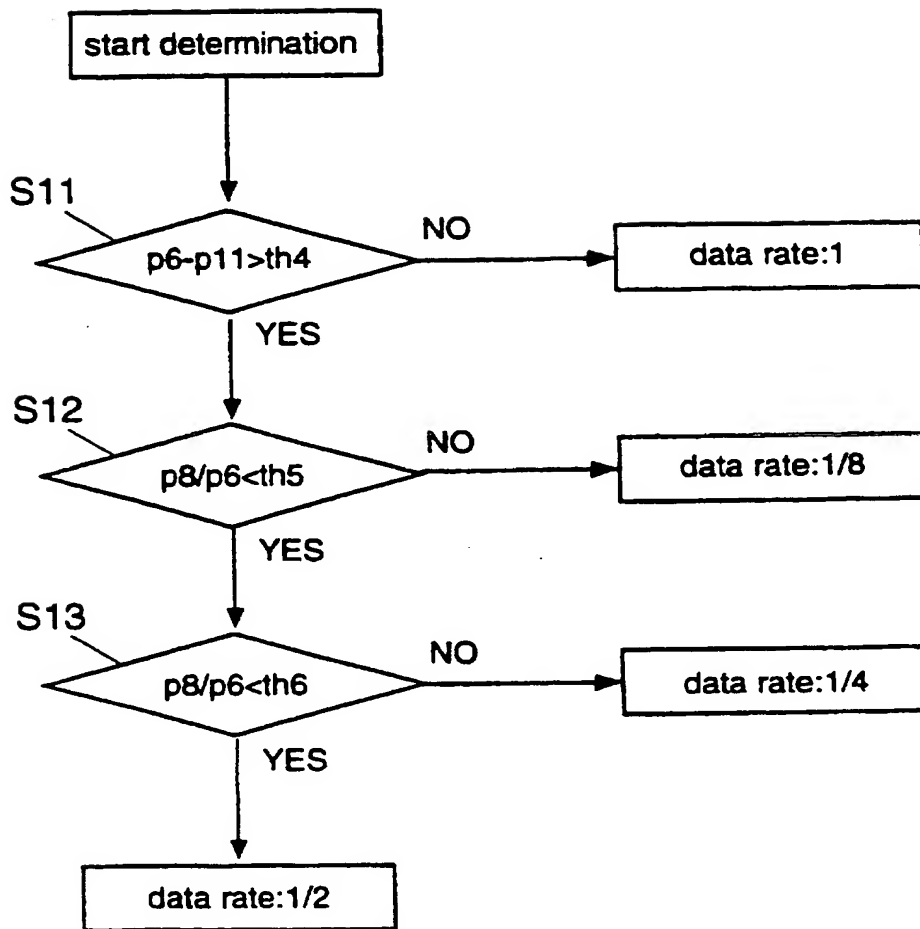 start determination
S11
p6-p11>th4
NO
data rate:1
YES
S12
p8/p6<th5
NO
data rate:1/8
YES
S13
p8/p6<th6
NO
data rate:1/4
YES
data rate:1/2